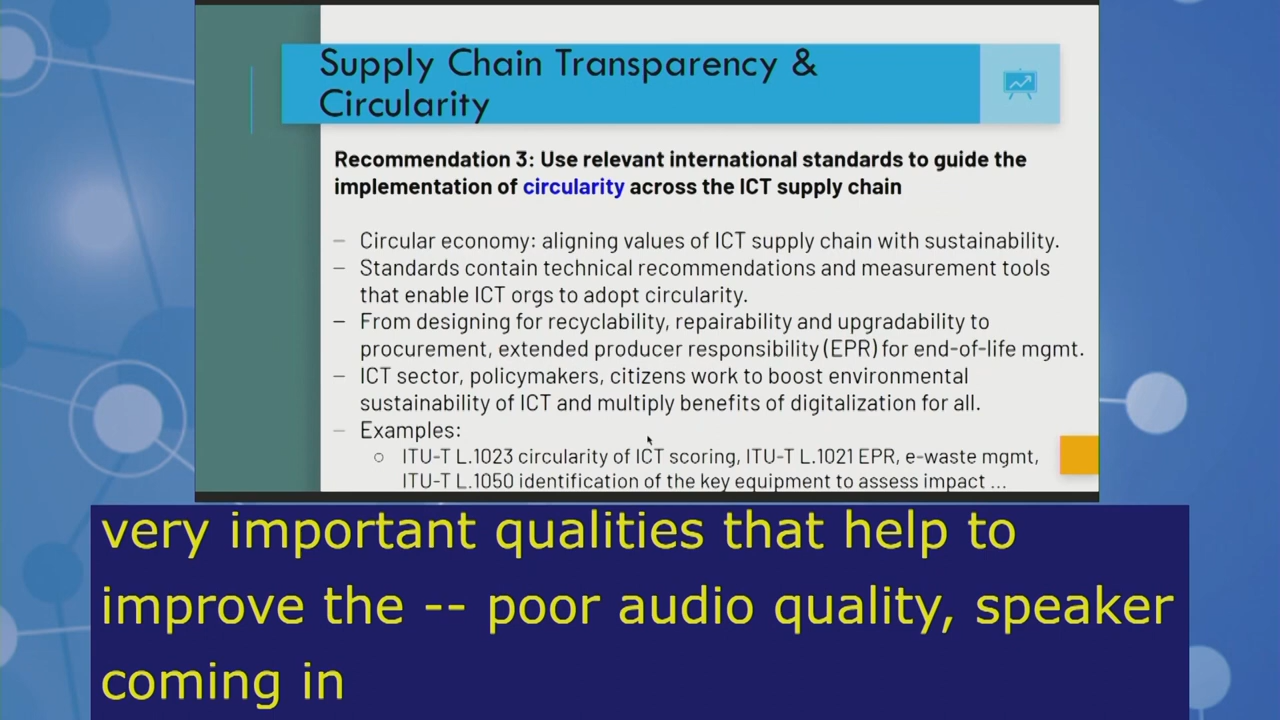 Supply Chain Transparency &
Circularity
Recommendation 3: Use relevant international standards to guide the
implementation of circularity across the ICT supply chain
– Circular economy: aligning values of ICT supply chain with sustainability.
– Standards contain technical recommendations and measurement tools
that enable ICT orgs to adopt circularity.
– From designing for recyclability, repairability and upgradability to
procurement, extended producer responsibility (EPR) for end-of-life mgmt.
– ICT sector, policymakers, citizens work to boost environmental
sustainability of ICT and multiply benefits of digitalization for all.
– Examples:
○ ITU-T L.1023 circularity of ICT scoring, ITU-T L.1021 EPR, e-waste mgmt,
ITU-T L.1050 identification of the key equipment to assess impact ...
very important qualities that help to
improve the -- poor audio quality, speaker
coming in